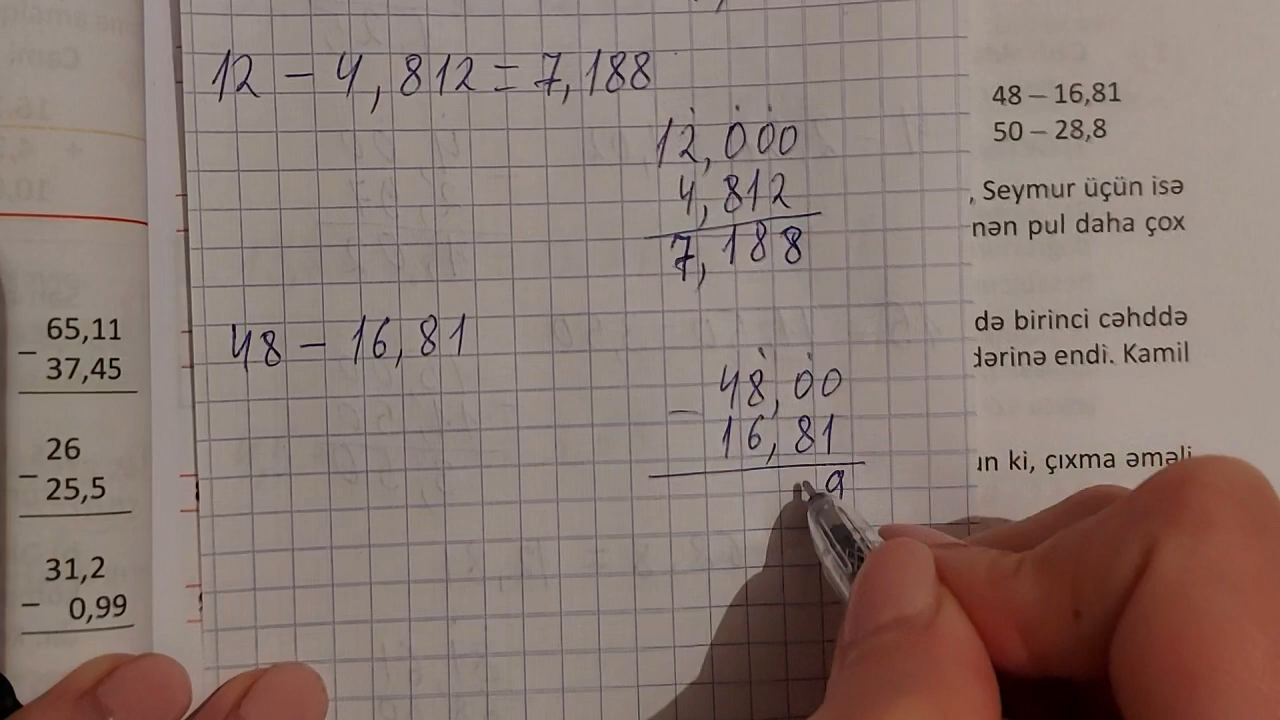 12 – 4,812 = 7,188
12,000
4,812
7,188
48 – 16,81
48,00
–
16,81
9
65,11
–
37,45
26
–
25,5
31,2
–
0,99
48 – 16,81
50 – 28,8
, Seymur üçün isə
nən pul daha çox
də birinci cəhddə
dərinə endi. Kamil
ın ki, çıxma əməli